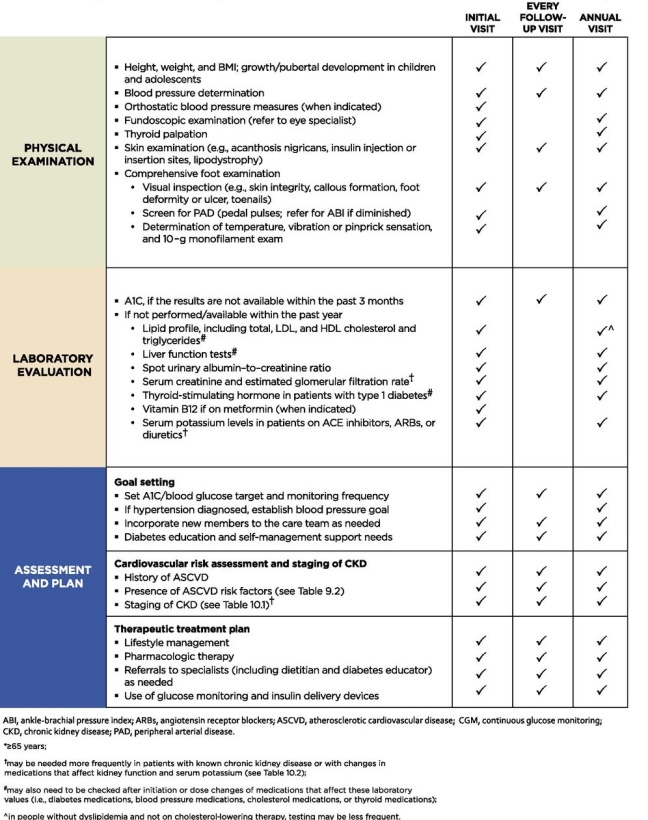 INITIAL VISIT
EVERY FOLLOW-UP VISIT
ANNUAL VISIT
PHYSICAL EXAMINATION
▪ Height, weight, and BMI; growth/pubertal development in children
and adolescents ✓ ✓ ✓
▪ Blood pressure determination ✓ ✓ ✓
▪ Orthostatic blood pressure measures (when indicated) ✓
▪ Fundoscopic examination (refer to eye specialist) ✓ ✓
▪ Thyroid palpation ✓ ✓
▪ Skin examination (e.g., acanthosis nigricans, insulin injection or
insertion sites, lipodystrophy) ✓ ✓ ✓
▪ Comprehensive foot examination
• Visual inspection (e.g., skin integrity, callous formation, foot
deformity or ulcer, toenails) ✓ ✓ ✓
• Screen for PAD (pedal pulses; refer for ABI if diminished) ✓ ✓
• Determination of temperature, vibration or pinprick sensation,
and 10-g monofilament exam ✓ ✓
LABORATORY EVALUATION
▪ A1C, if the results are not available within the past 3 months ✓ ✓ ✓
▪ If not performed/available within the past year
• Lipid profile, including total, LDL, and HDL cholesterol and
triglycerides# ✓ ✓^
• Liver function tests# ✓ ✓
• Spot urinary albumin-to-creatinine ratio ✓ ✓
• Serum creatinine and estimated glomerular filtration rate† ✓ ✓
• Thyroid-stimulating hormone in patients with type 1 diabetes# ✓ ✓
• Vitamin B12 if on metformin (when indicated) ✓
• Serum potassium levels in patients on ACE inhibitors, ARBs, or
diuretics† ✓ ✓
ASSESSMENT AND PLAN
Goal setting
▪ Set A1C/blood glucose target and monitoring frequency ✓ ✓ ✓
▪ If hypertension diagnosed, establish blood pressure goal ✓ ✓
▪ Incorporate new members to the care team as needed ✓ ✓ ✓
▪ Diabetes education and self-management support needs ✓ ✓ ✓
Cardiovascular risk assessment and staging of CKD
▪ History of ASCVD ✓ ✓ ✓
▪ Presence of ASCVD risk factors (see Table 9.2) ✓ ✓ ✓
▪ Staging of CKD (see Table 10.1)† ✓ ✓ ✓
Therapeutic treatment plan
▪ Lifestyle management ✓ ✓ ✓
▪ Pharmacologic therapy ✓ ✓ ✓
▪ Referrals to specialists (including dietitian and diabetes educator)
as needed ✓ ✓ ✓
▪ Use of glucose monitoring and insulin delivery devices ✓ ✓ ✓
ABI, ankle-brachial pressure index; ARBs, angiotensin receptor blockers; ASCVD, atherosclerotic cardiovascular disease; CGM, continuous glucose monitoring;
CKD, chronic kidney disease; PAD, peripheral arterial disease.
*≥65 years;
†may be needed more frequently in patients with known chronic kidney disease or with changes in
medications that affect kidney function and serum potassium (see Table 10.2);
#may also need to be checked after initiation or dose changes of medications that affect these laboratory
values (i.e., diabetes medications, blood pressure medications, cholesterol medications, or thyroid medications);
^in people without dyslipidemia and not on cholesterol-lowering therapy, testing may be less frequent.